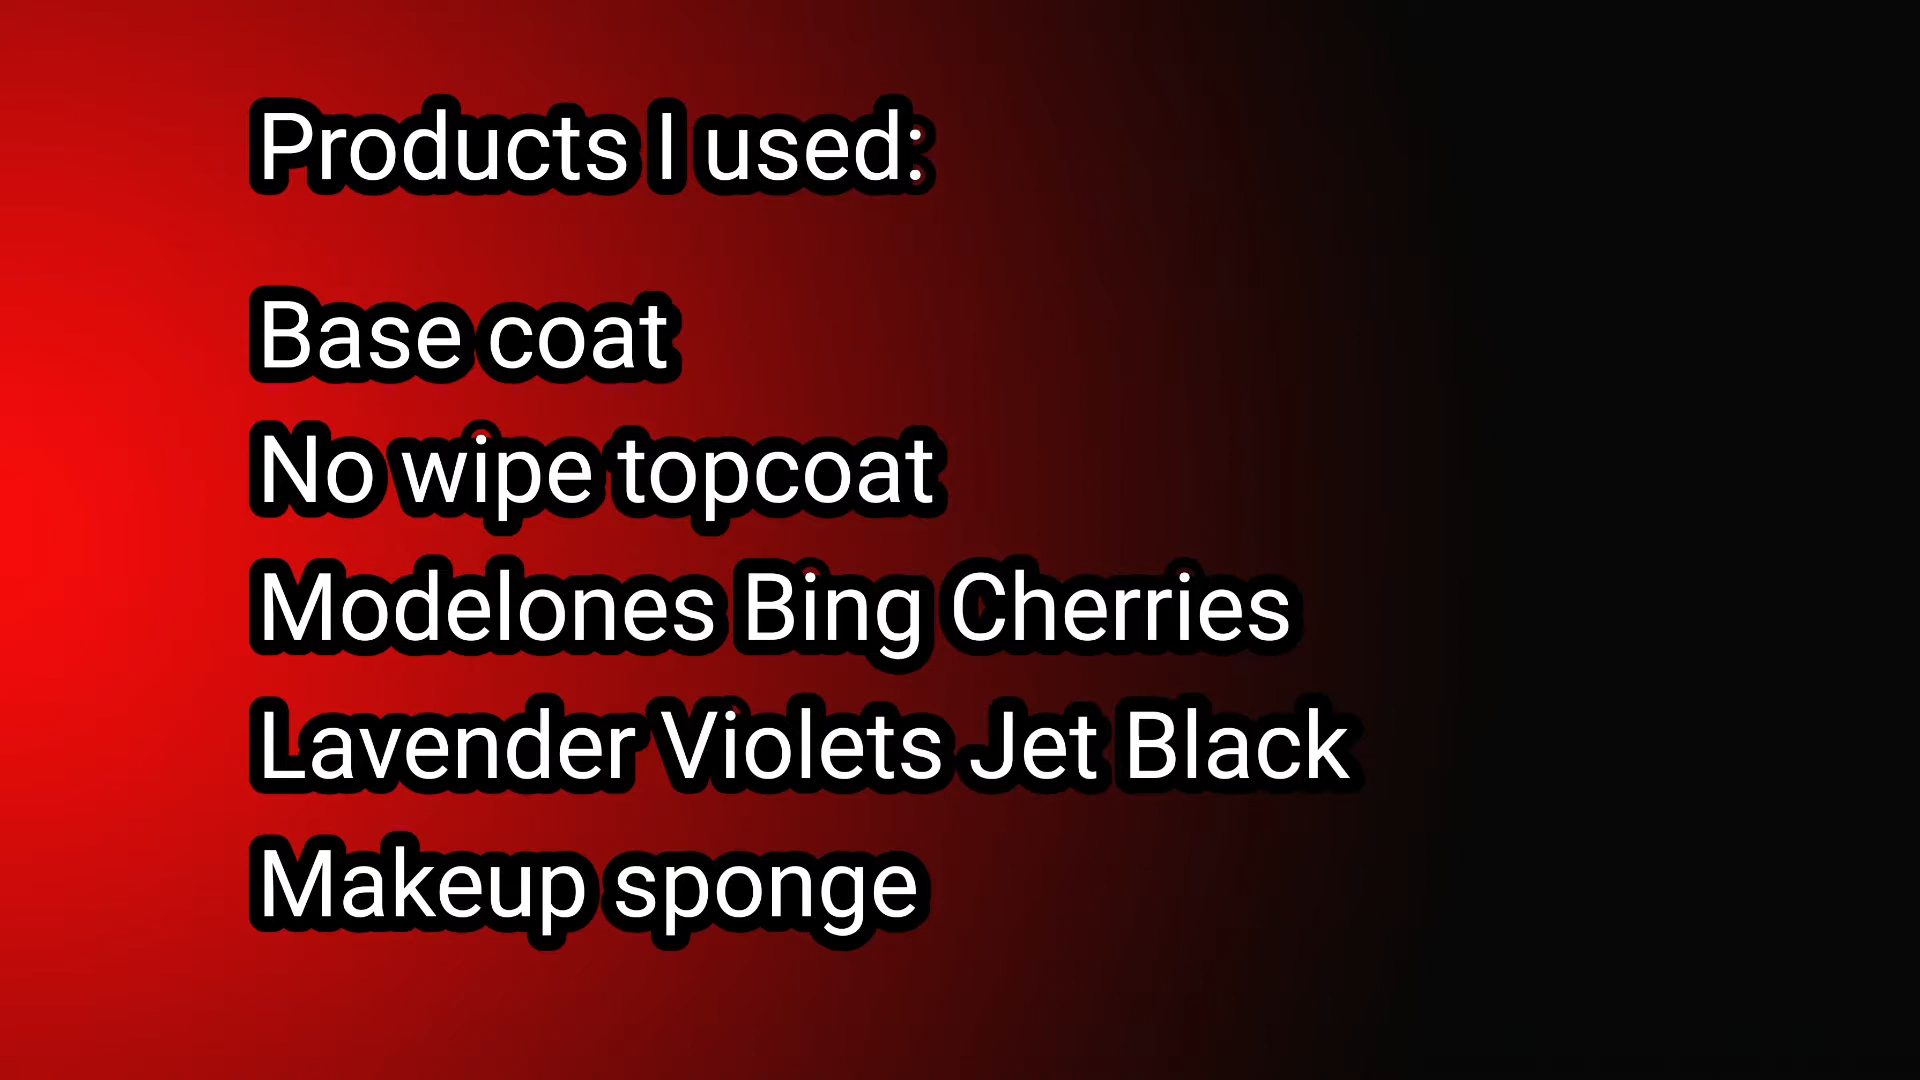 Products I used:
Base coat
No wipe topcoat
Modelones Bing Cherries
Lavender Violets Jet Black
Makeup sponge